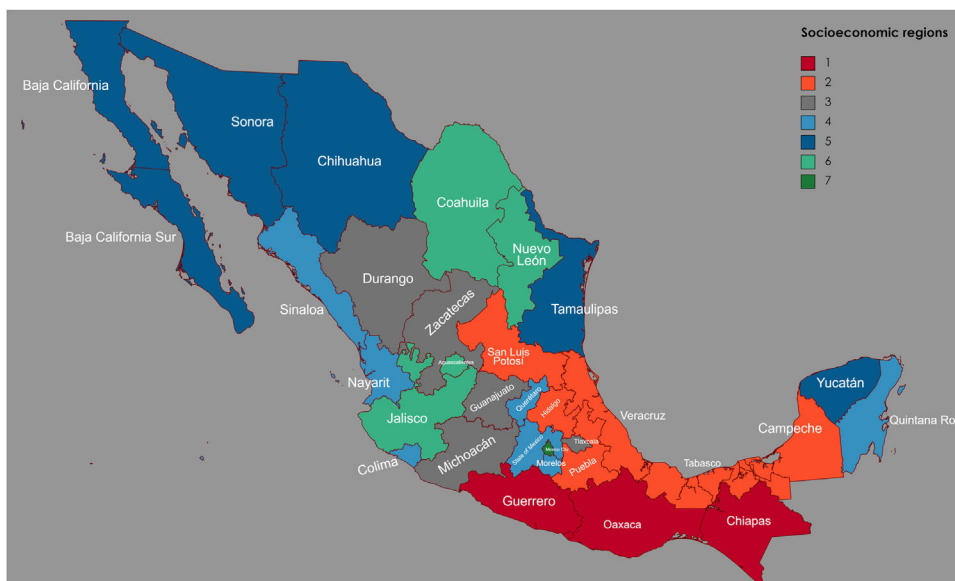 Socioeconomic regions
1
2
3
4
5
6
7
Baja California
Sonora
Chihuahua
Coahuila
Baja California Sur
Nuevo
León
Durango
Sinaloa
Zacatecas
Tamaulipas
San Luis
Potosí
Aguascalientes
Nayarit
Yucatán
Guanajuato
Querétaro
Hidalgo
Jalisco
Veracruz
Quintana Ro
Campeche
Colima
Michoacán
State of Mexico
Mexico City
Tlaxcala
Morelos
Puebla
Tabasco
Guerrero
Oaxaca
Chiapas